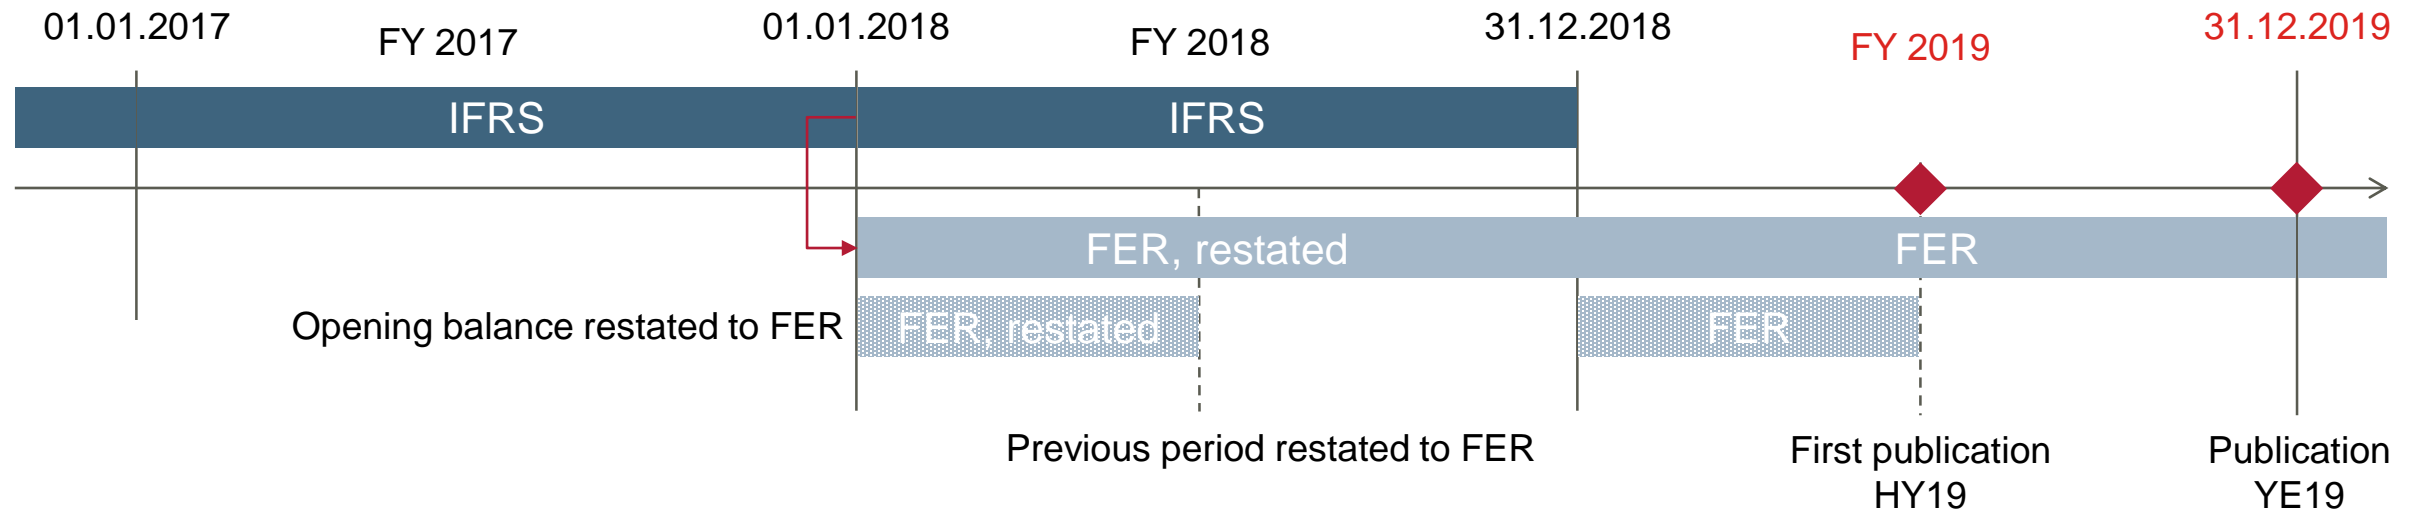 01.01.2017
FY 2017
01.01.2018
FY 2018
31.12.2018
FY 2019
31.12.2019
IFRS
IFRS
FER, restated
FER
Opening balance restated to FER
FER, restated
FER
Previous period restated to FER
First publication
HY19
Publication
YE19